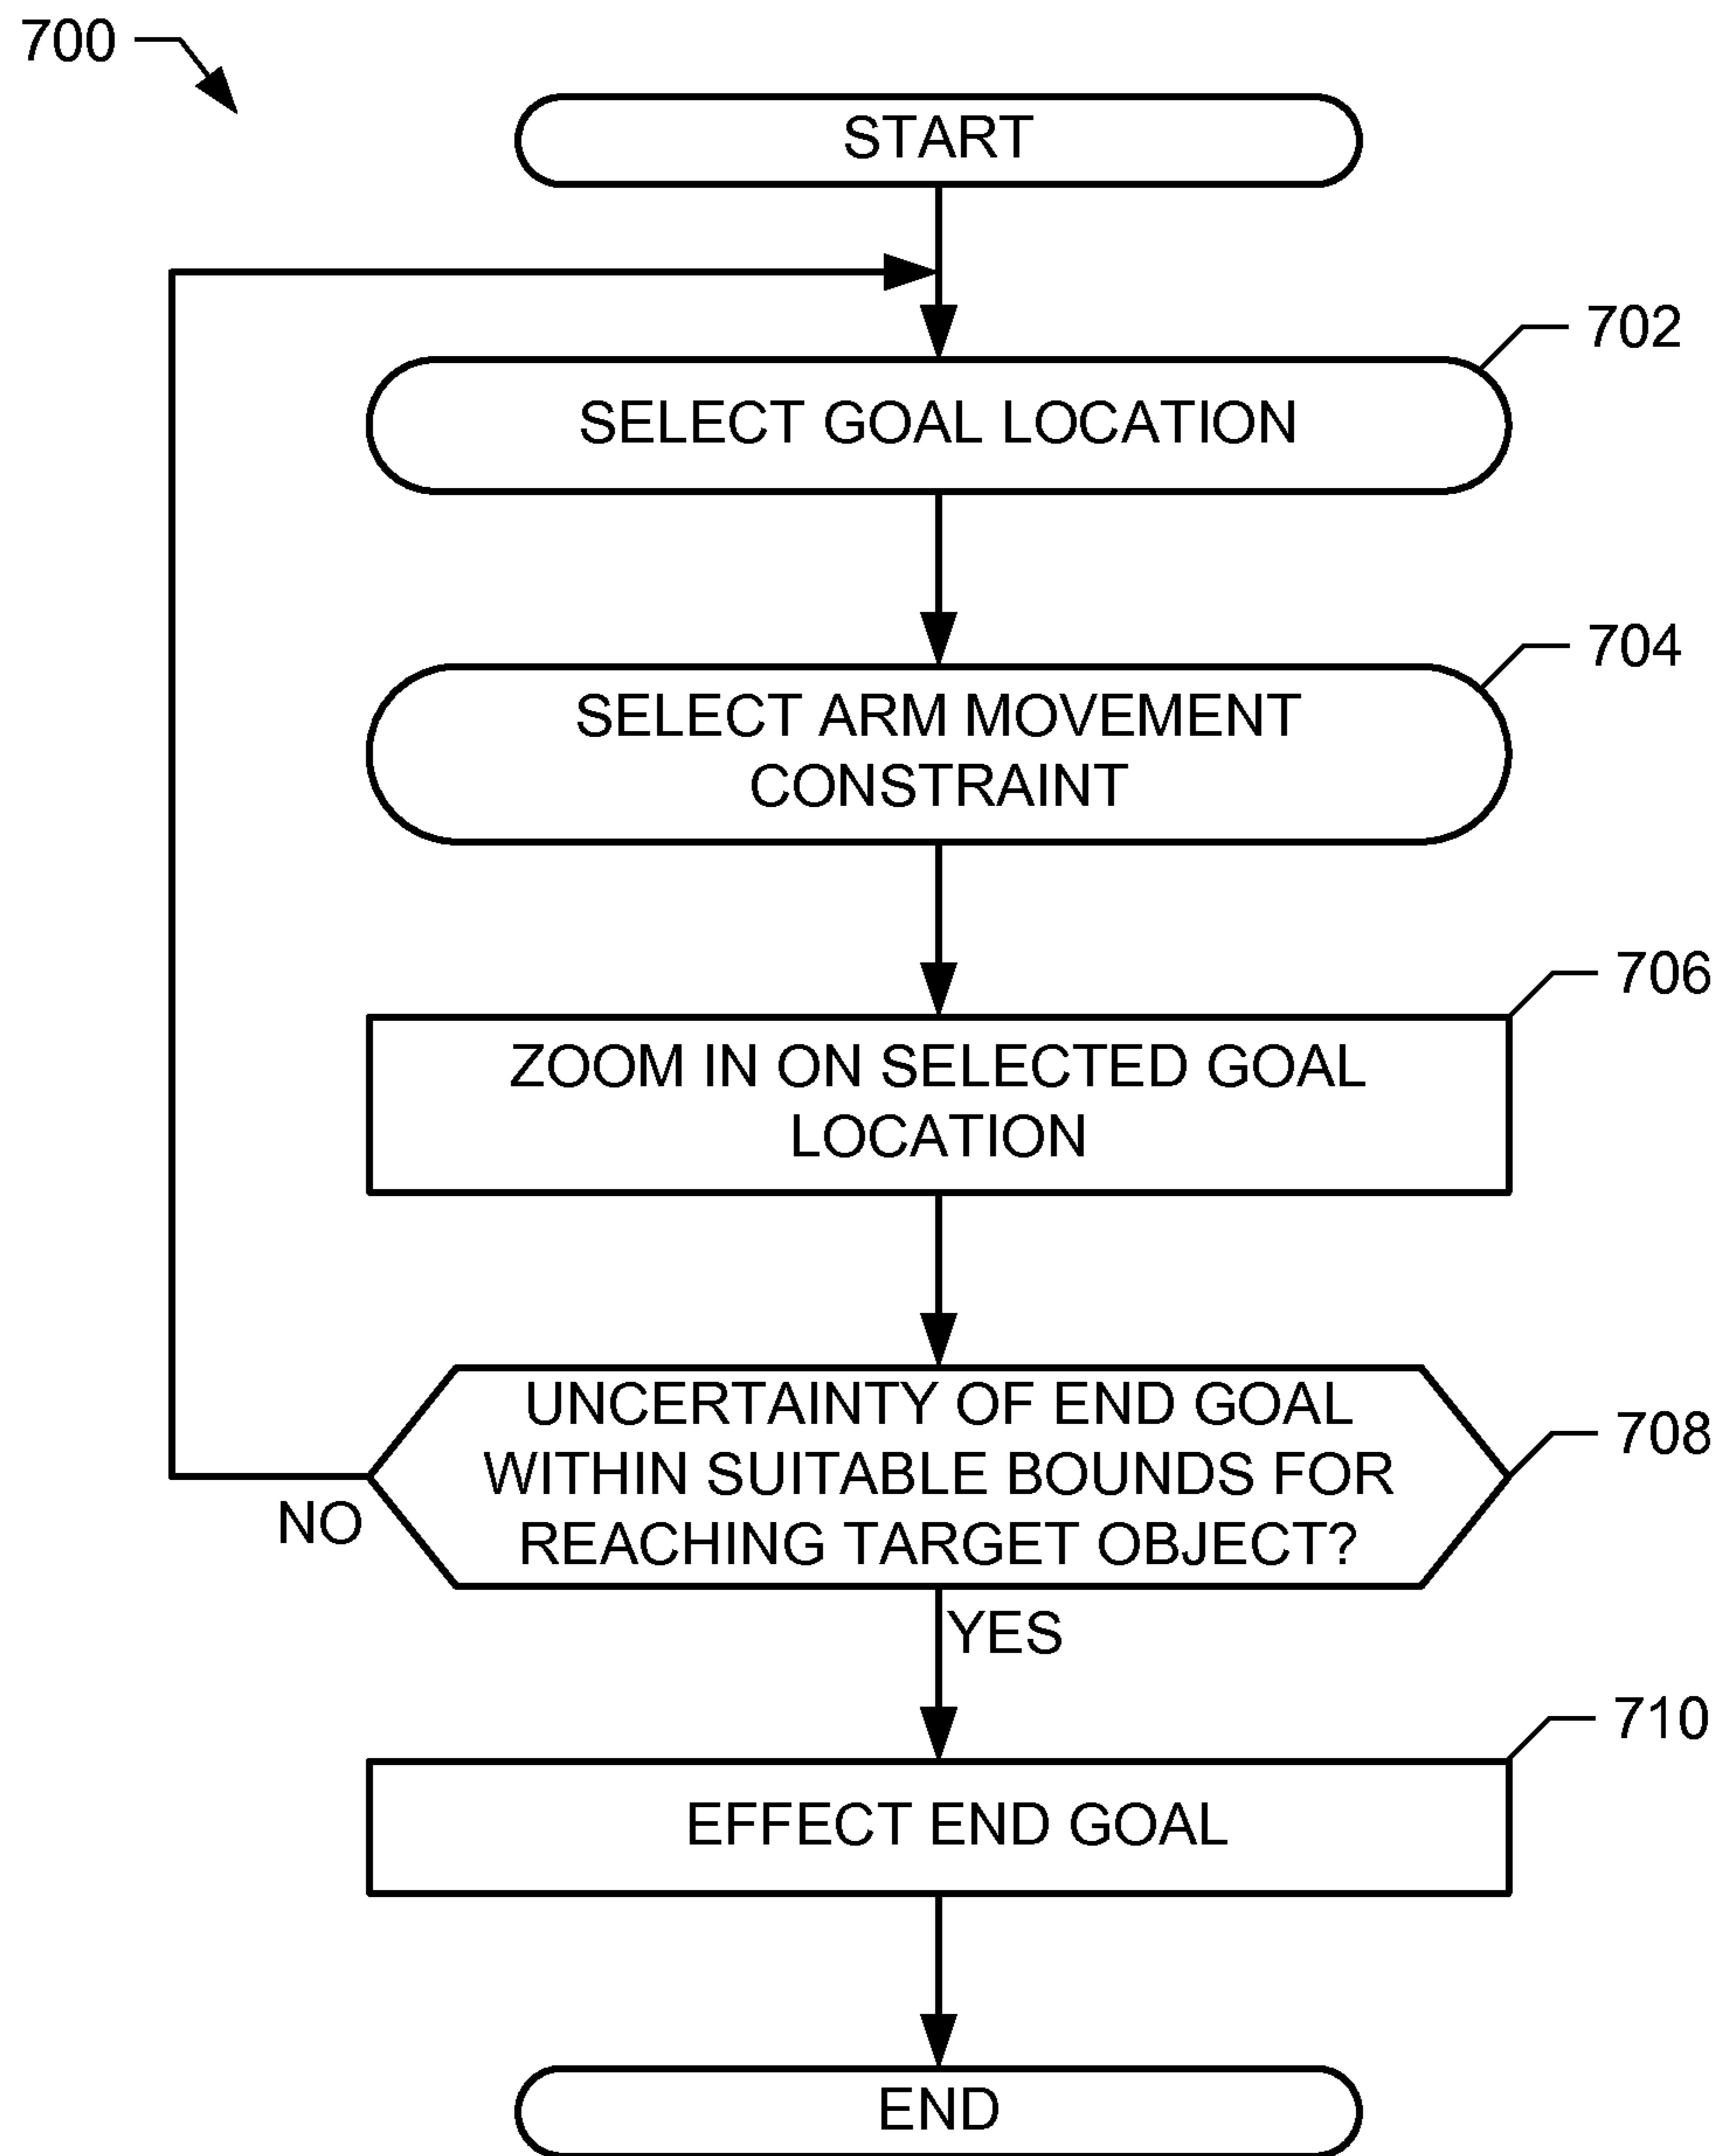 700
START
702
SELECT GOAL LOCATION
704
SELECT ARM MOVEMENT
CONSTRAINT
706
ZOOM IN ON SELECTED GOAL
LOCATION
708
UNCERTAINTY OF END GOAL
WITHIN SUITABLE BOUNDS FOR
REACHING TARGET OBJECT?
NO
YES
710
EFFECT END GOAL
END